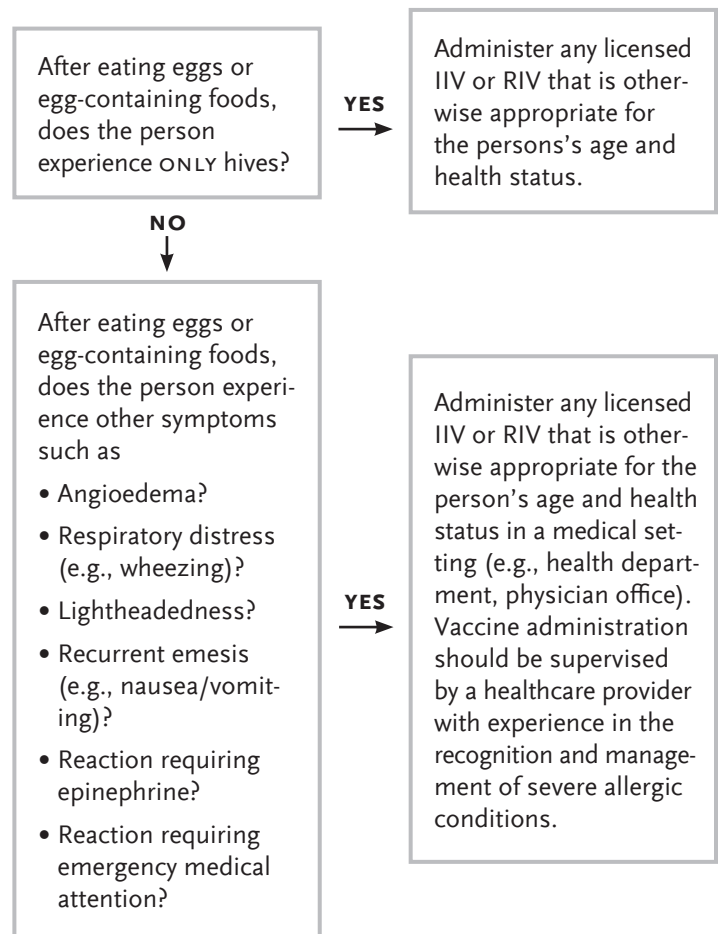 After eating eggs or
egg-containing foods,
does the person
experience ONLY hives?
YES
Administer any licensed
IIV or RIV that is other-
wise appropriate for
the persons's age and
health status.
NO
After eating eggs or
egg-containing foods,
does the person experi-
ence other symptoms
such as
• Angioedema?
• Respiratory distress
(e.g., wheezing)?
• Lightheadedness?
• Recurrent emesis
(e.g., nausea/vomit-
ing)?
• Reaction requiring
epinephrine?
• Reaction requiring
emergency medical
attention?
YES
Administer any licensed
IIV or RIV that is other-
wise appropriate for the
person's age and health
status in a medical set-
ting (e.g., health depart-
ment, physician office).
Vaccine administration
should be supervised
by a healthcare provider
with experience in the
recognition and manage-
ment of severe allergic
conditions.